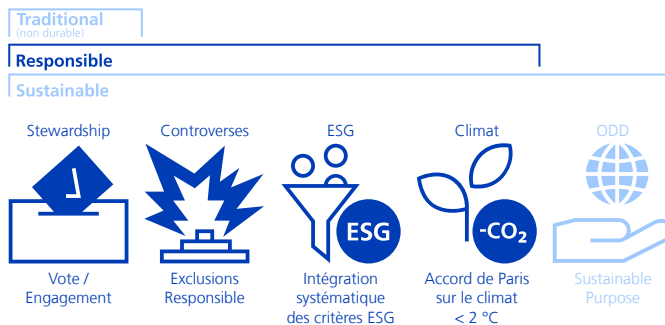 Traditional
(non durable)
Responsible
Sustainable
Stewardship
Controverses
ESG
Climat
ODD
ESG
-CO₂
Vote /
Engagement
Exclusions
Responsible
Intégration
systématique
des critères ESG
Accord de Paris
sur le climat
< 2 °C
Sustainable
Purpose